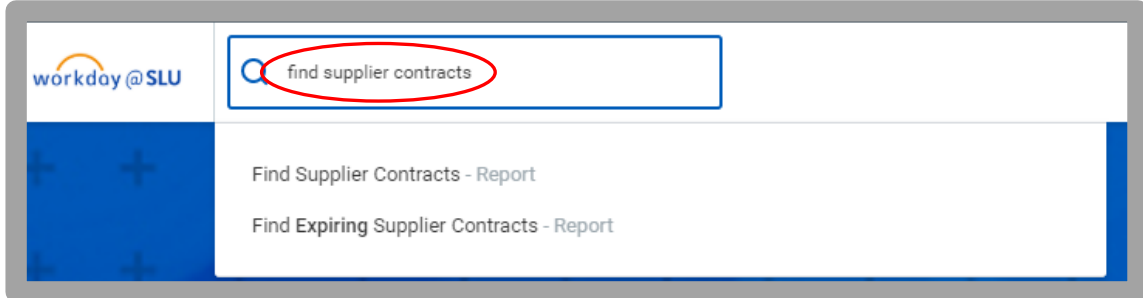 workday@SLU
find supplier contracts
Find Supplier Contracts - Report
Find Expiring Supplier Contracts - Report